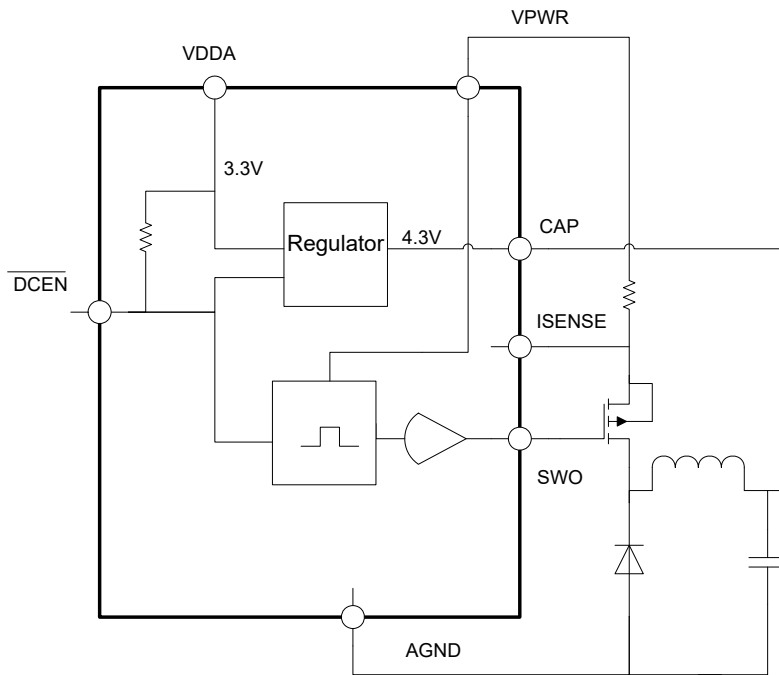 VPWR
VDDA
3.3V
Regulator
4.3V
CAP
DCEN
ISENSE
SWO
AGND